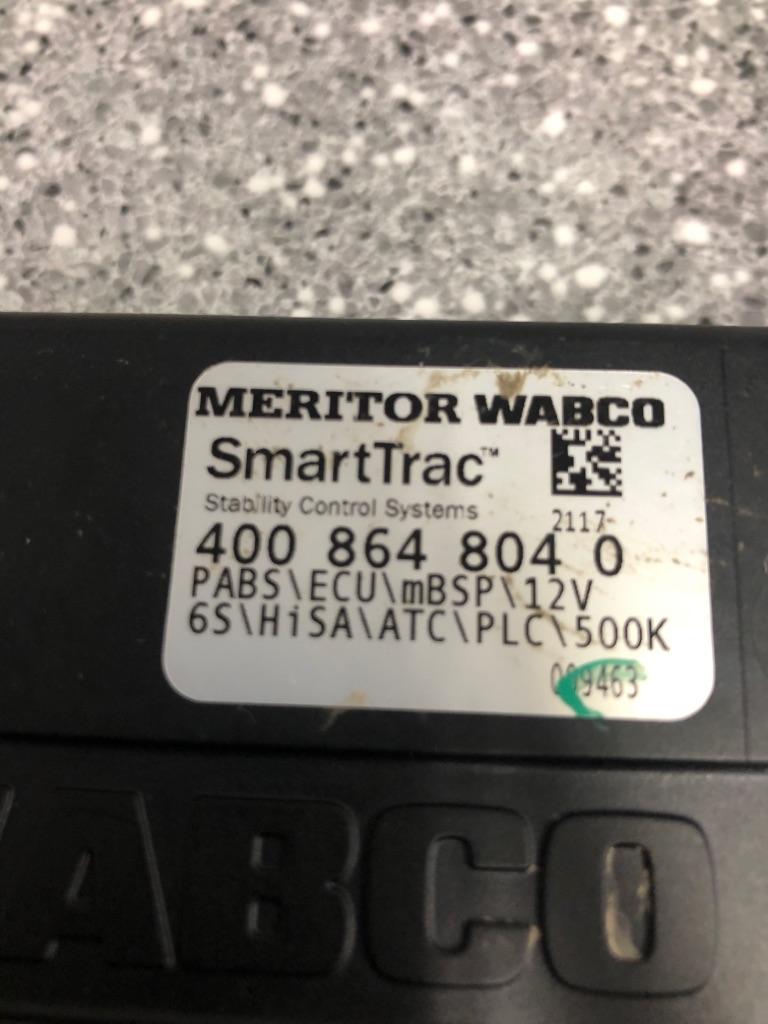 MERITOR WABCO
SmartTrac™
Stability Control Systems
2117
400 864 804 0
PABS\ECU\mBSP\12V
6S\HiSA\ATC\PLC\500K
009463
WABCO